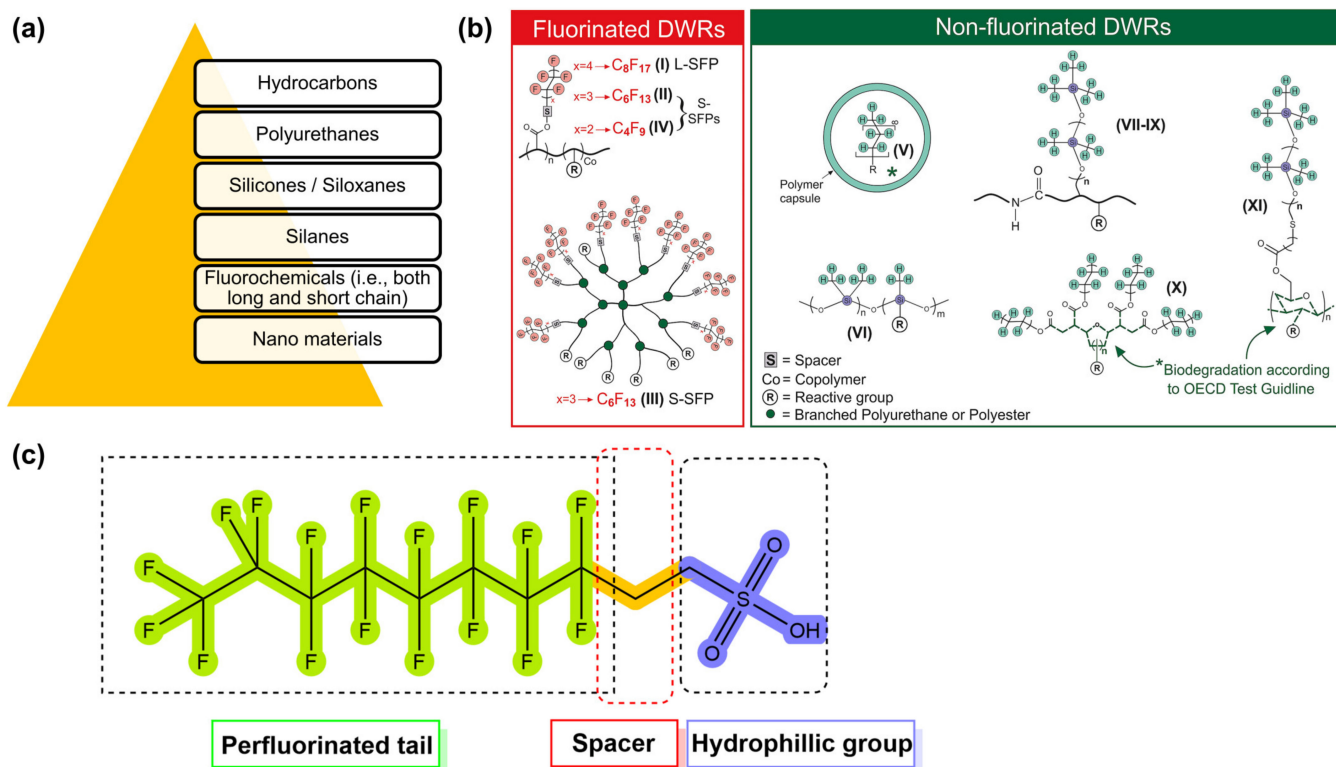 (a)
Hydrocarbons
Polyurethanes
Silicones / Siloxanes
Silanes
Fluorochemicals (i.e., both
long and short chain)
Nano materials
(b)
Fluorinated DWRs
x=4→C8F17 (I) L-SFP
x=3→C6F13 (II)
x=2→C4F9 (IV)
S-
SFPs
F F F F F
x
S
O
O
n
Co
R
x=3→C6F13 (III) S-SFP
Non-fluorinated DWRs
(V)
8
R
*
Polymer
capsule
(VI)
(VII-IX)
(X)
(XI)
S = Spacer
Co = Copolymer
R = Reactive group
= Branched Polyurethane or Polyester
*Biodegradation according
to OECD Test Guidline
(c)
F F F F F F F F F F F F F F F F F
O
S
OH
O
Perfluorinated tail
Spacer
Hydrophillic group